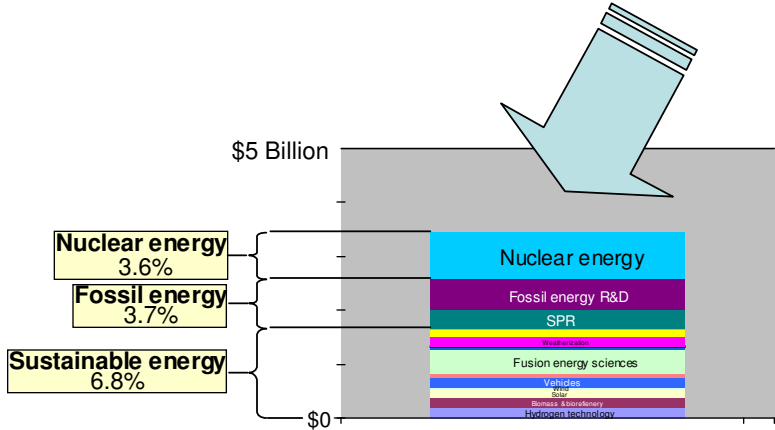 $5 Billion
Nuclear energy
3.6%
Fossil energy
3.7%
Sustainable energy
6.8%
$0
Nuclear energy
Fossil energy R&D
SPR
Weatherization
Fusion energy sciences
Vehicles
Wind
Solar
Biomass & biorefienery
Hydrogen technology